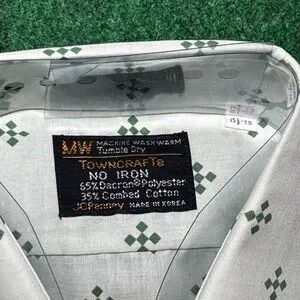 MW MACHINE WASH WARM
Tumble Dry
TOWNCRAFT®
NO IRON
65% Dacron® Polyester
35% Combed Cotton
JCPenney MADE IN KOREA